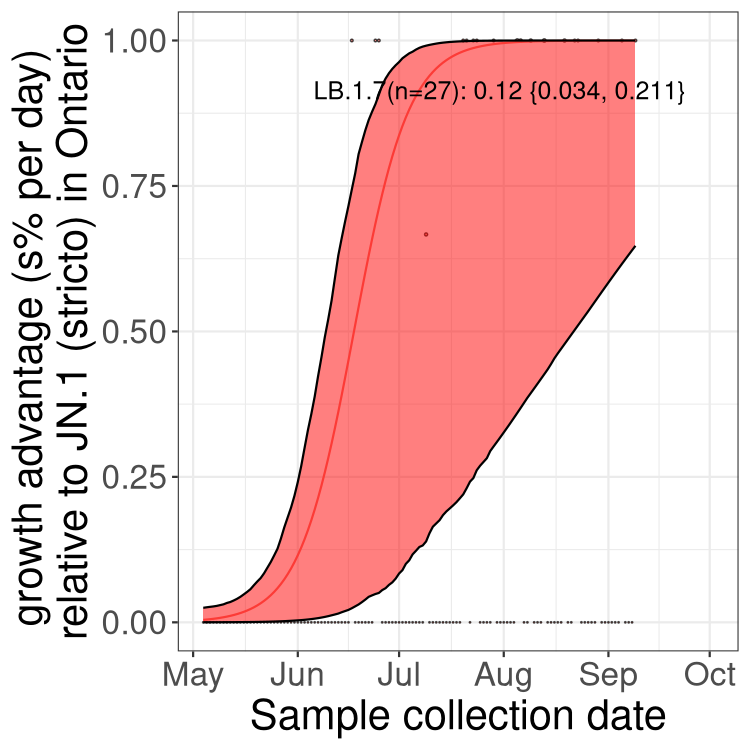 growth advantage (s% per day)
relative to JN.1 (stricto) in Ontario
1.00
0.75
0.50
0.25
0.00
LB.1.7(n=27): 0.12 {0.034, 0.211}
May Jun Jul Aug Sep Oct
Sample collection date